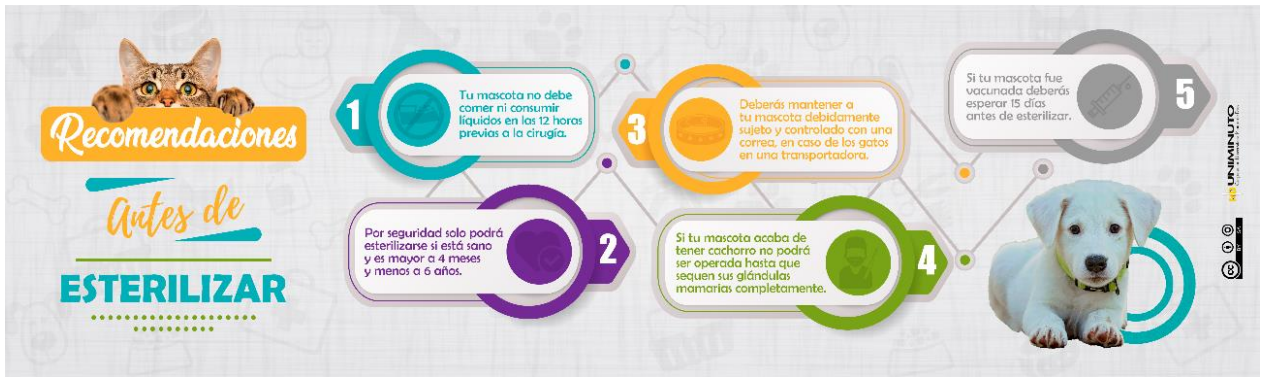 Recomendaciones
Antes de
ESTERILIZAR
1
Tu mascota no debe
comer ni consumir
líquidos en las 12 horas
previas a la cirugía.
Por seguridad solo podrá
esterilizarse si está sano
y es mayor a 4 meses
y menos a 6 años.
2
3
Deberás mantener a
tu mascota debidamente
sujeto y controlado con una
correa, en caso de los gatos
en una transportadora.
Si tu mascota acaba de
tener cachorro no podrá
ser operada hasta que
sequen sus glándulas
mamarias completamente.
4
Si tu mascota fue
vacunada deberás
esperar 15 días
antes de esterilizar.
5
UNIMINUTO
cc
BY SA